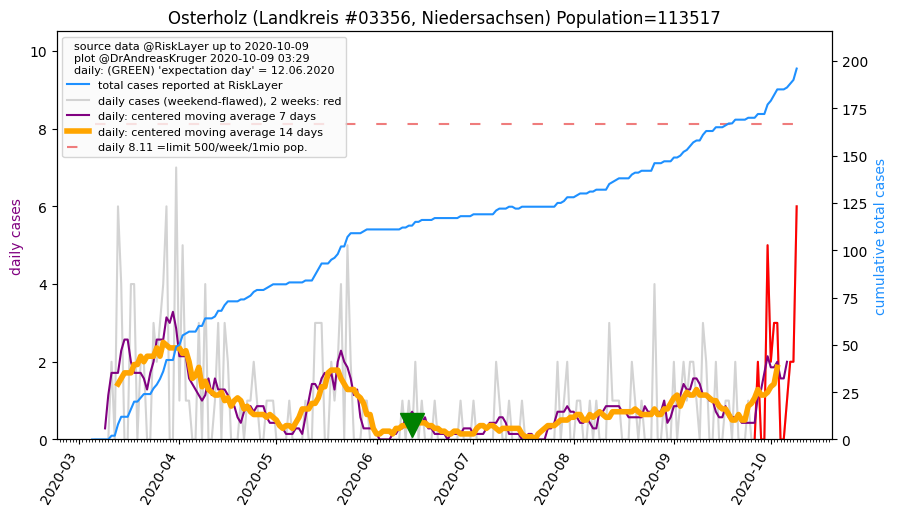 Osterholz (Landkreis #03356, Niedersachsen) Population=113517
source data @RiskLayer up to 2020-10-09
plot @DrAndreasKruger 2020-10-09 03:29
daily: (GREEN) 'expectation day' = 12.06.2020
total cases reported at RiskLayer
daily cases (weekend-flawed), 2 weeks: red
daily: centered moving average 7 days
daily: centered moving average 14 days
daily 8.11 =limit 500/week/1mio pop.
daily cases
10
8
6
4
2
0
cumulative total cases
200
175
150
125
100
75
50
25
0
2020-03
2020-04
2020-05
2020-06
2020-07
2020-08
2020-09
2020-10